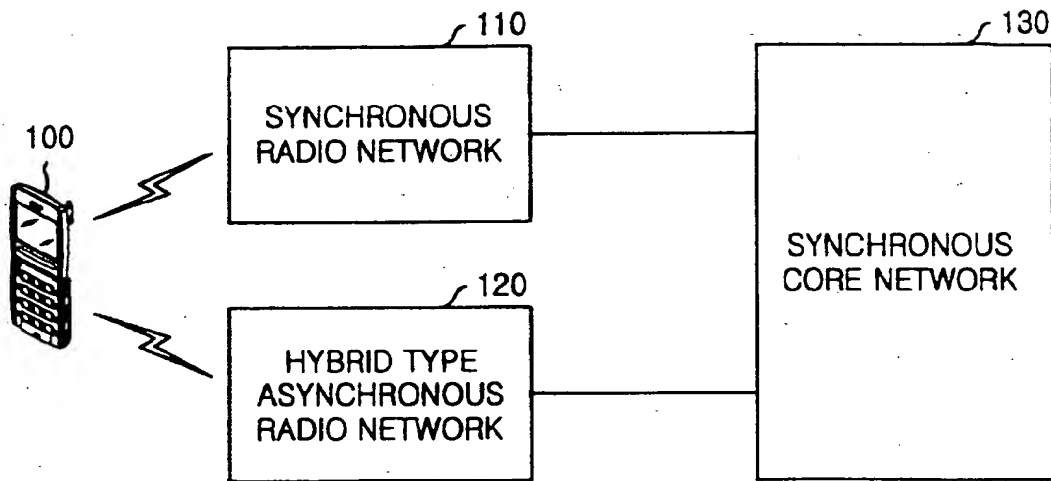 110
130
SYNCHRONOUS
RADIO NETWORK
100
SYNCHRONOUS
CORE NETWORK
120
HYBRID TYPE
ASYNCHRONOUS
RADIO NETWORK